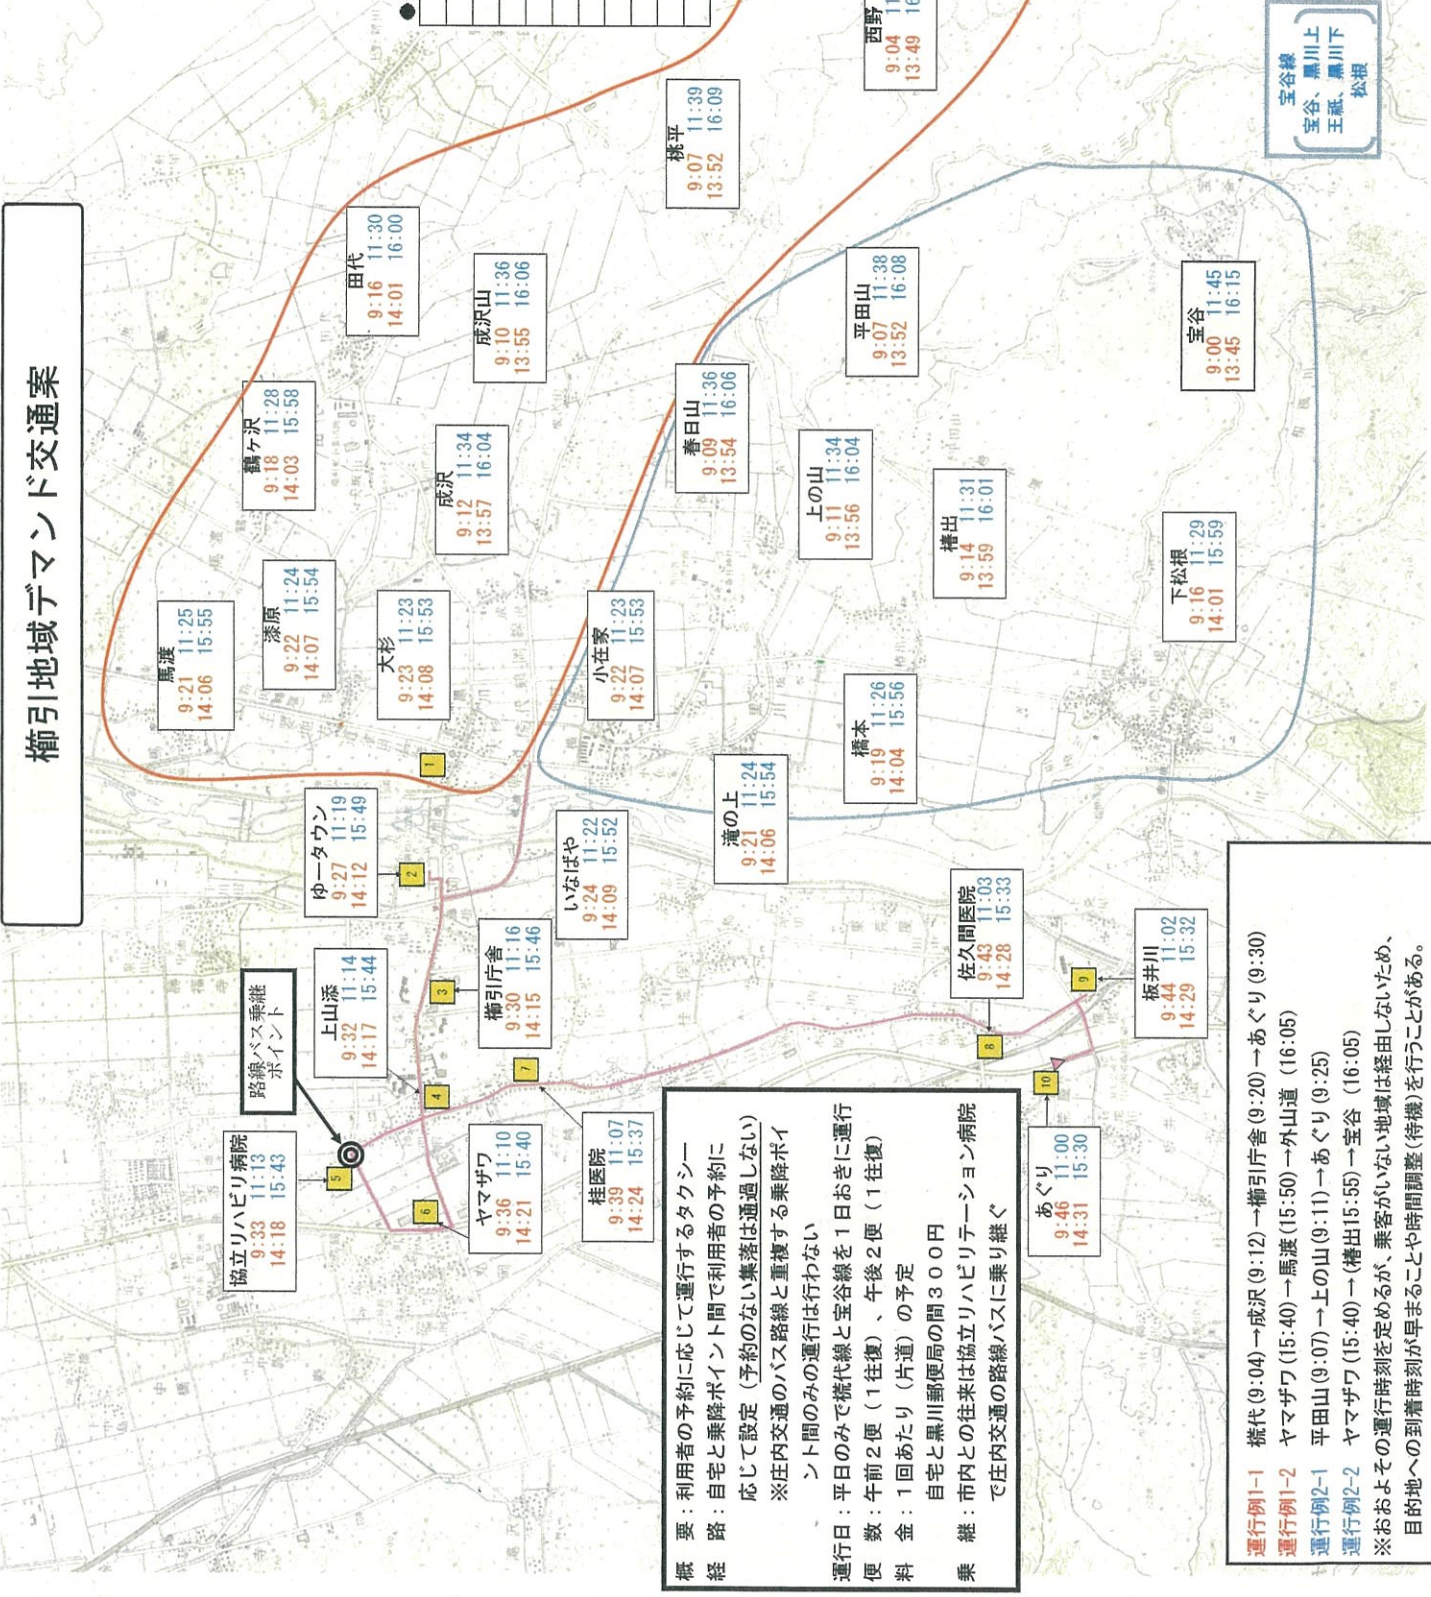 櫛引地域デマンド交通案
路線バス乗継
ポイント
協立リハビリ病院
9:33 11:13
14:18 15:43
上山添
9:32 11:14
14:17 15:44
ゆータウン
9:27 11:19
14:12 15:49
馬渡
9:21 11:25
14:06 15:55
漆原
9:22 11:24
14:07 15:54
大杉
9:23 11:23
14:08 15:53
鶴ヶ沢
9:18 11:28
14:03 15:58
田代
9:16 11:30
14:01 16:00
成沢
9:12 11:34
13:57 16:04
成沢山
9:10 11:36
13:55 16:06
桃平
9:07 11:39
13:52 16:09
西野
9:04
13:49
櫛引庁舎
9:30 11:16
14:15 15:46
いなばや
9:24 11:22
14:09 15:52
小在家
9:22 11:23
14:07 15:53
春日山
9:09 11:36
13:54 16:06
平田山
9:07 11:38
13:52 16:08
上の山
9:11 11:34
13:56 16:04
椿出
9:14 11:31
13:59 16:01
滝の上
9:21 11:24
14:06 15:54
橋本
9:19 11:26
14:04 15:56
下松根
9:16 11:29
14:01 15:59
宝谷
9:00 11:45
13:45 16:15
宝谷線
宝谷、黒川上
王祇、黒川下
松根
ヤマザワ
9:36 11:10
14:21 15:40
桂医院
9:39 11:07
14:24 15:37
佐久間医院
9:43 11:03
14:28 15:33
板井川
9:44 11:02
14:29 15:32
あぐり
9:46 11:00
14:31 15:30
1
2
3
4
5
6
7
8
9
10
概　要：利用者の予約に応じて運行するタクシー
経　路：自宅と乗降ポイント間で利用者の予約に
応じて設定（予約のない集落は通過しない）
※庄内交通のバス路線と重複する乗降ポイ
ント間のみの運行は行わない
運行日：平日のみで槐代線と宝谷線を1日おきに運行
便　数：午前2便（1往復）、午後2便（1往復）
料　金：1回あたり（片道）の予定
自宅と黒川郵便局の間300円
乗　継：市内との往来は協立リハビリテーション病院
で庄内交通の路線バスに乗り継ぐ
運行例1-1　槐代(9:04)→成沢(9:12)→櫛引庁舎(9:20)→あぐり(9:30)
運行例1-2　ヤマザワ(15:40)→馬渡(15:50)→外山道(16:05)
運行例2-1　平田山(9:07)→上の山(9:11)→あぐり(9:25)
運行例2-2　ヤマザワ(15:40)→(椿出15:55)→宝谷(16:05)
※おおよその運行時刻を定めるが、乗客がいない地域は経由しないため、
目的地への到着時刻が早まることや時間調整(待機)を行うことがある。